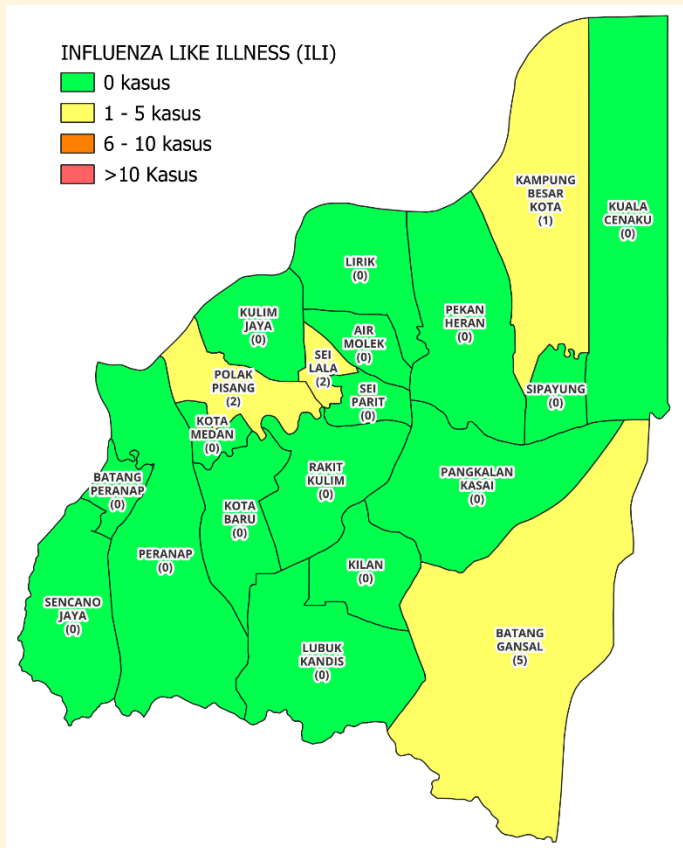 INFLUENZA LIKE ILLNESS (ILI)
0 kasus
1 - 5 kasus
6 - 10 kasus
>10 Kasus
KAMPUNG
BESAR
KOTA
(1)
KUALA
CENAKU
(0)
LIRIK
(0)
KULIM
JAYA
(0)
AIR
MOLEK
(0)
PEKAN
HERAN
(0)
SEI
LALA
(2)
POLAK
PISANG
(2)
SEI
PARIT
(0)
SIPAYUNG
(0)
KOTA
MEDAN
(0)
BATANG
PERANAP
(0)
RAKIT
KULIM
(0)
PANGKALAN
KASAI
(0)
KOTA
BARU
(0)
PERANAP
(0)
KILAN
(0)
SENCANO
JAYA
(0)
LUBUK
KANDIS
(0)
BATANG
GANSAL
(5)